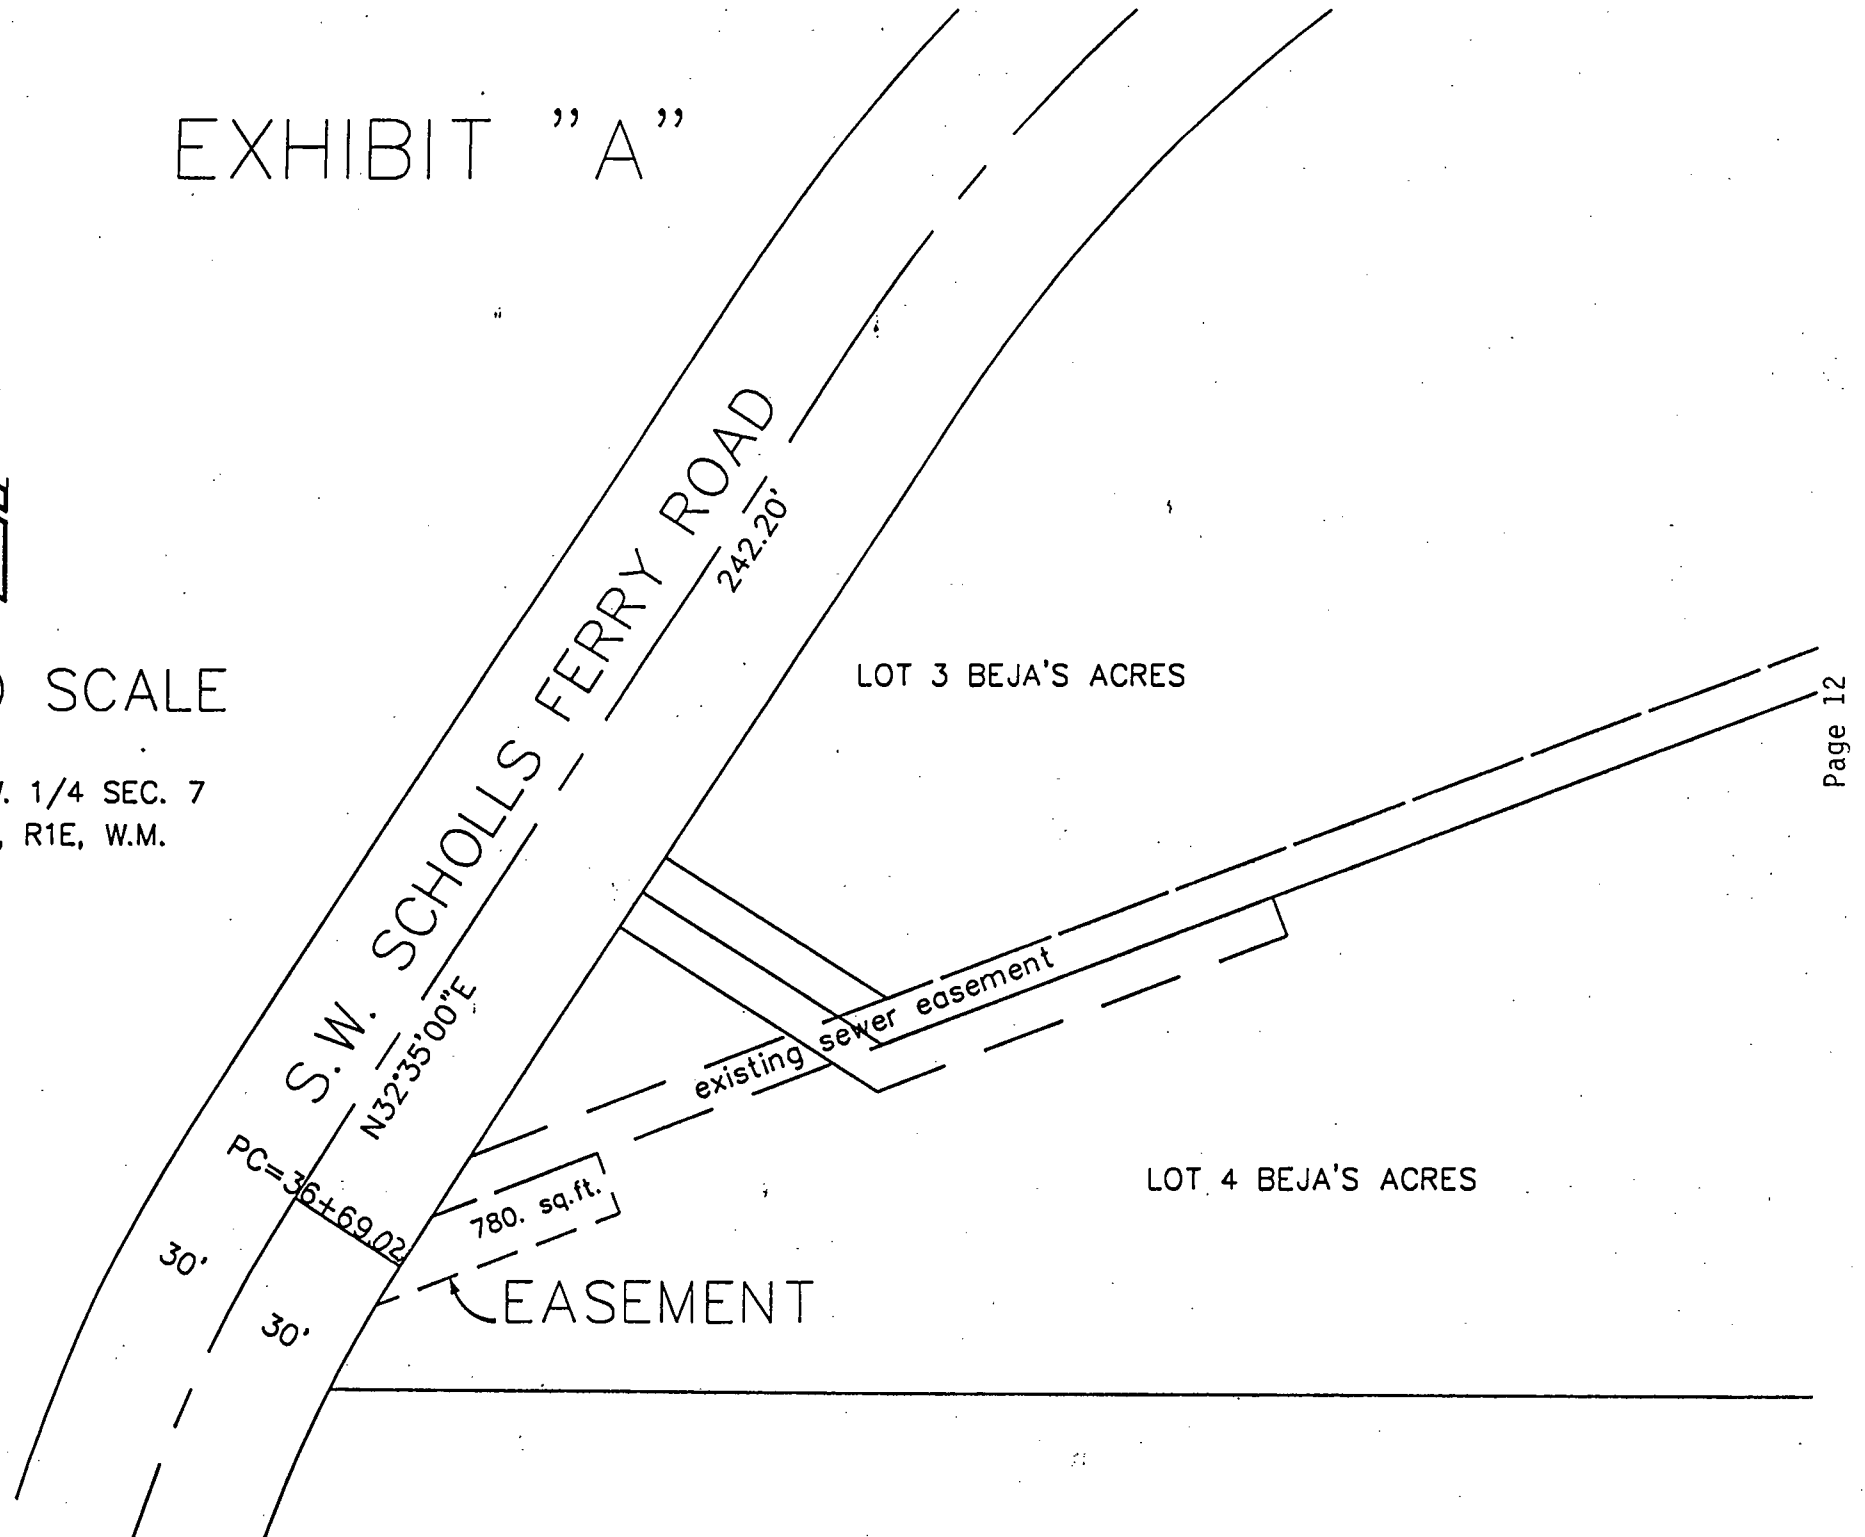 EXHIBIT "A"
S.W. SCHOLLS FERRY ROAD
242.20'
N32°35'00"E
SCALE
1/4 SEC. 7
, R1E, W.M.
LOT 3 BEJA'S ACRES
Page 12
existing sewer easement
PC=36+69.02
780. sq.ft.
LOT 4 BEJA'S ACRES
30'
30'
EASEMENT